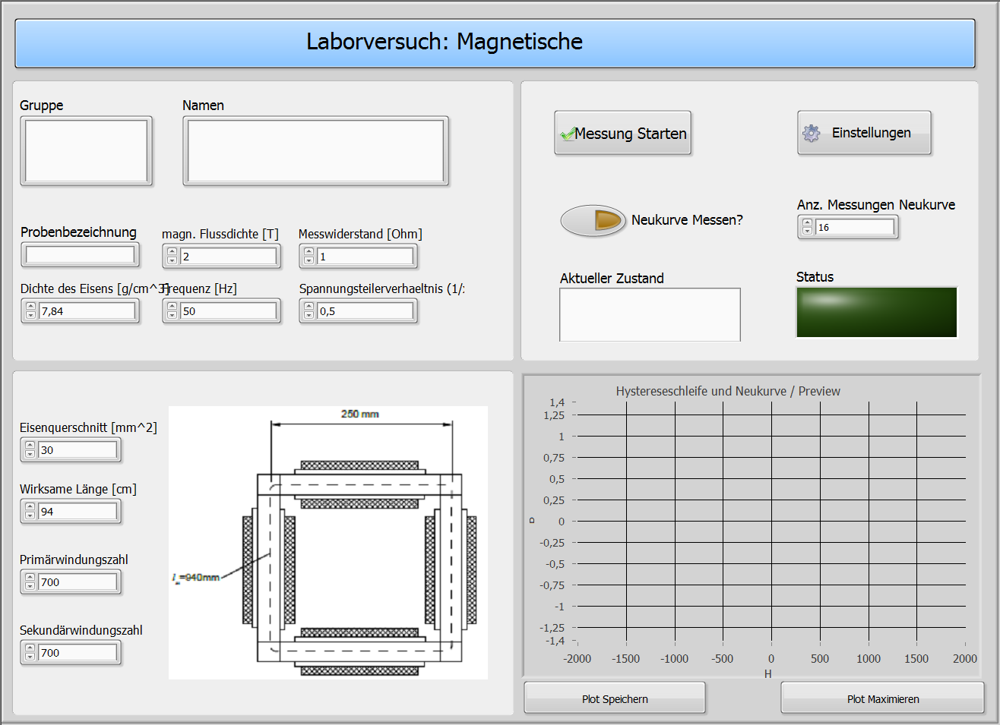 Laborversuch: Magnetische
Gruppe
Namen
Probenbezeichnung
magn. Flussdichte [T]
2
Messwiderstand [Ohm]
1
Dichte des Eisens [g/cm^3]
7,84
Frequenz [Hz]
50
Spannungsteilerverhaeltnis (1/
0,5
Messung Starten
Einstellungen
Neukurve Messen?
Anz. Messungen Neukurve
16
Aktueller Zustand
Status
Eisenquerschnitt [mm^2]
30
Wirksame Länge [cm]
94
Primärwindungszahl
700
Sekundärwindungszahl
700
250 mm
=940mm
Hystereseschleife und Neukurve / Preview
1,4
1,25
1
0,75
0,5
0,25
0
-0,25
-0,5
-0,75
-1
-1,25
-1,4
-2000 -1500 -1000 -500 0 500 1000 1500 2000
H
Plot Speichern
Plot Maximieren